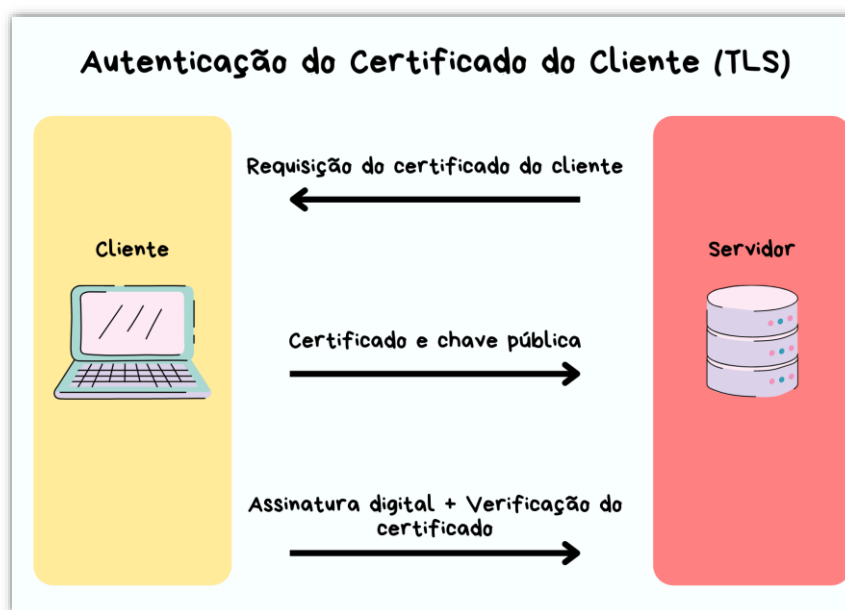 Autenticação do Certificado do Cliente (TLS)
Requisição do certificado do cliente
Cliente
Servidor
Certificado e chave pública
Assinatura digital + Verificação do
certificado